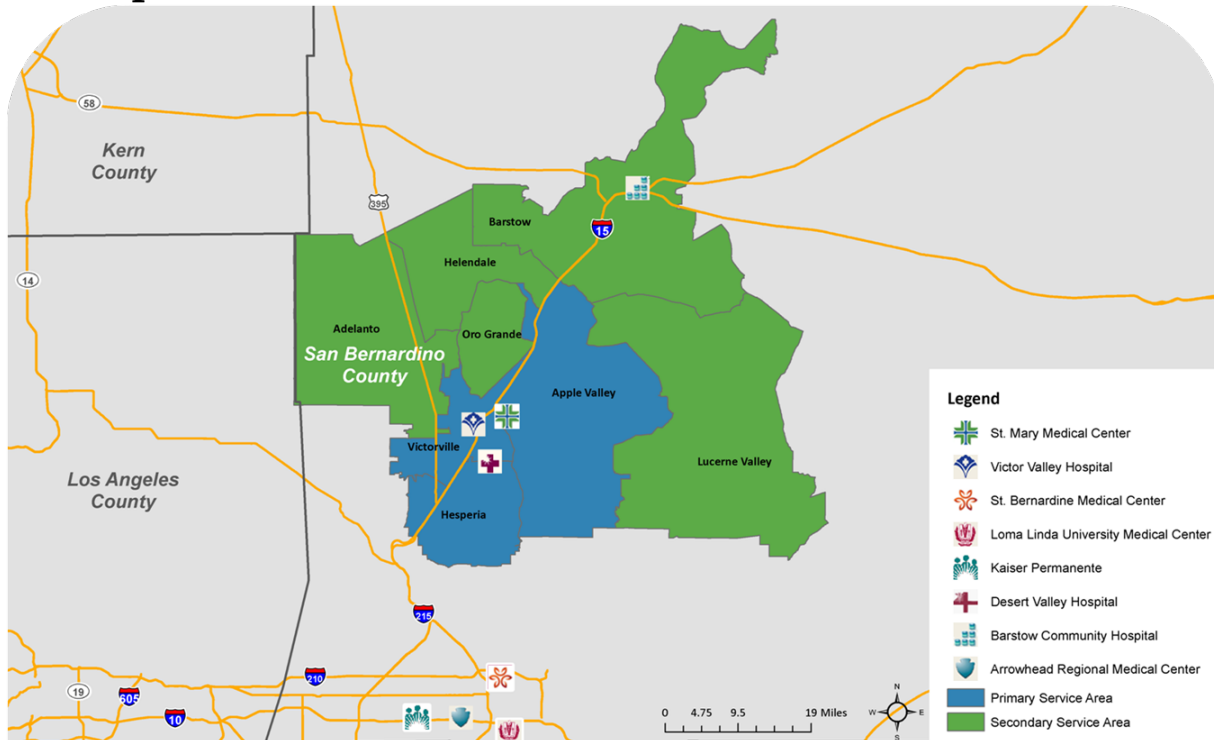 58
Kern
County
395
Barstow
15
Helendale
14
Adelanto
Oro Grande
San Bernardino
County
Apple Valley
Victorville
Lucerne Valley
Los Angeles
County
Hesperia
215
210
19
605
10
0 4.75 9.5 19 Miles
N
W E
S
Legend
St. Mary Medical Center
Victor Valley Hospital
St. Bernardine Medical Center
Loma Linda University Medical Center
Kaiser Permanente
Desert Valley Hospital
Barstow Community Hospital
Arrowhead Regional Medical Center
Primary Service Area
Secondary Service Area